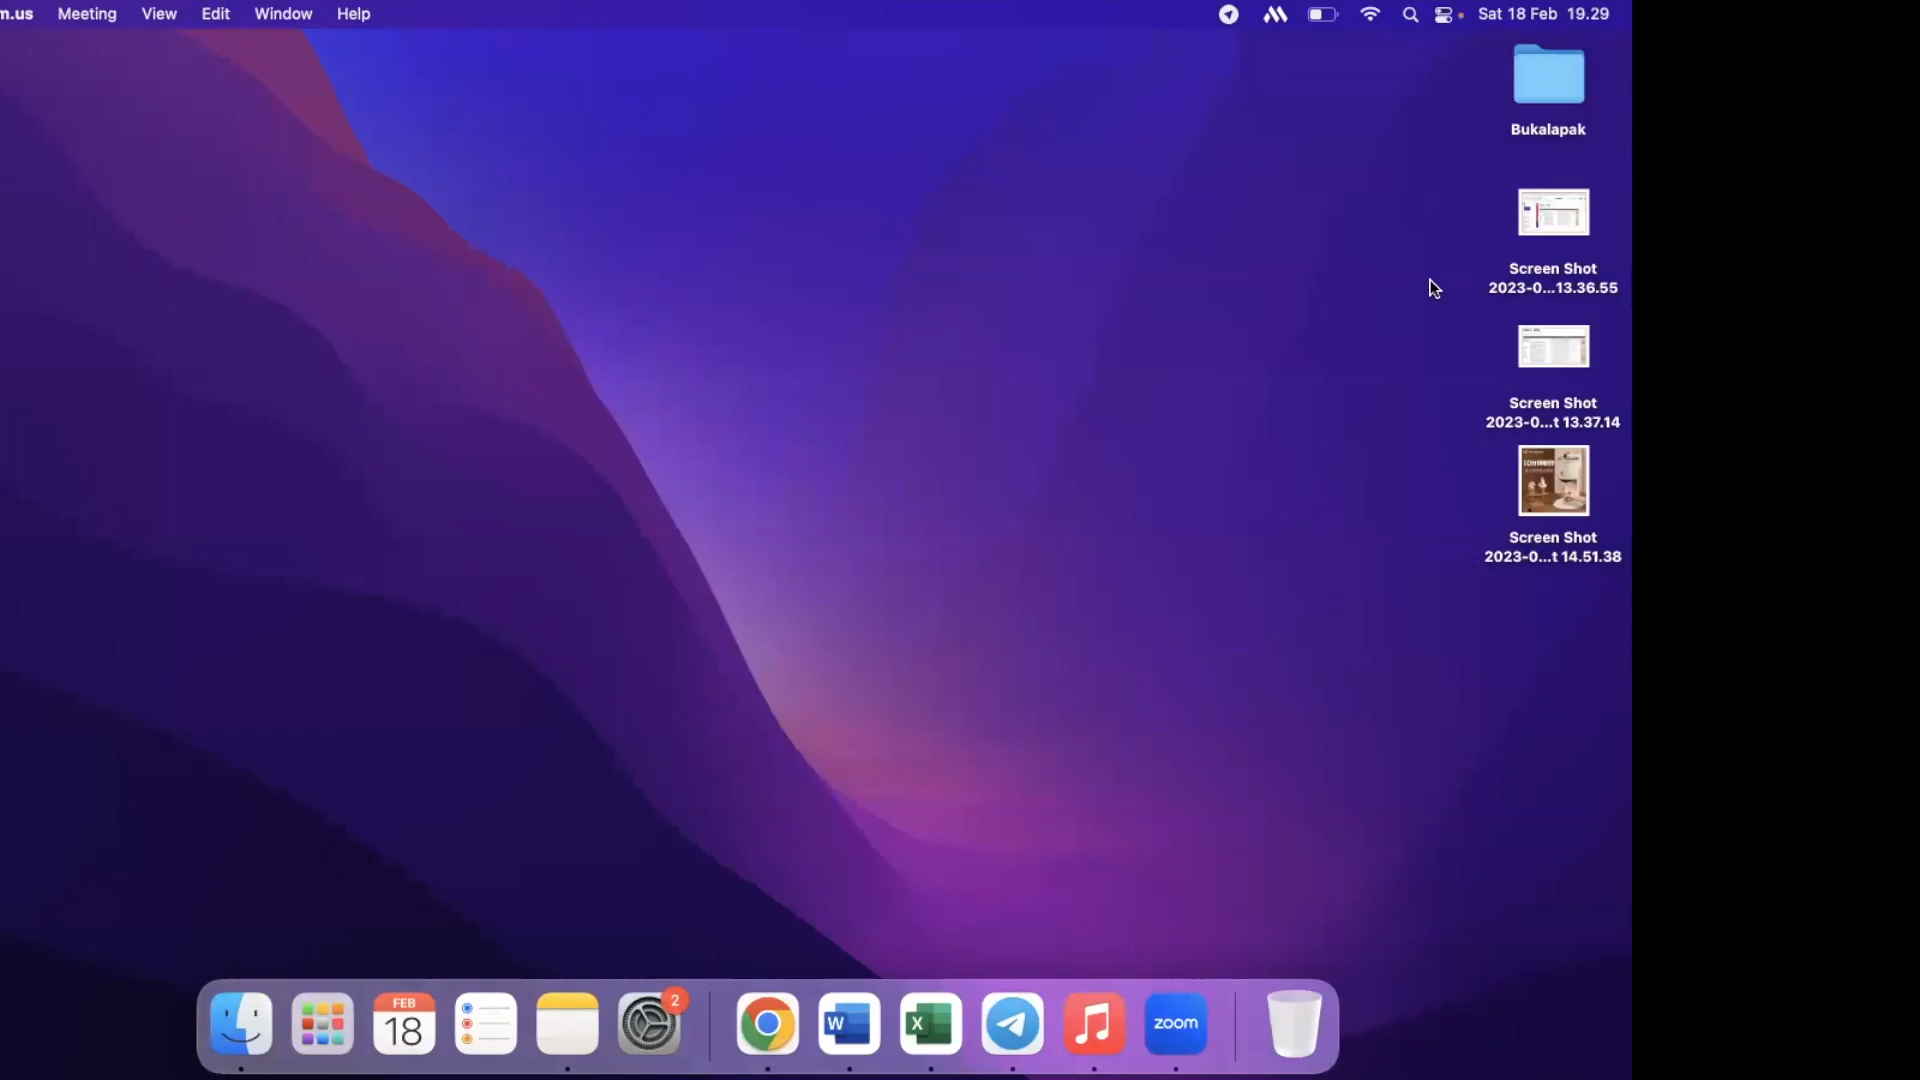 m.us Meeting View Edit Window Help Sat 18 Feb 19.29
Bukalapak
Screen Shot
2023-0...13.36.55
Screen Shot
2023-0...t 13.37.14
Screen Shot
2023-0...t 14.51.38
FEB
18
2
W
X
zoom